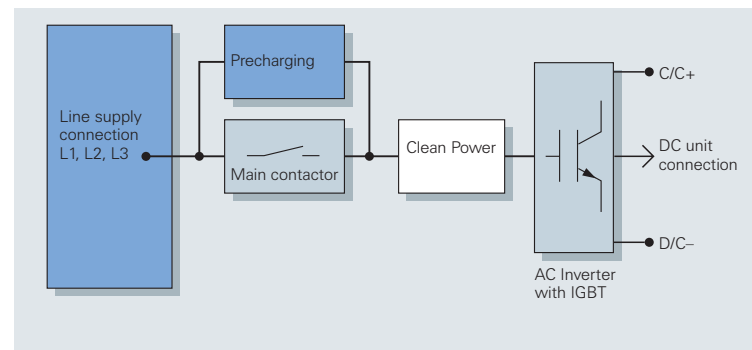 Precharging
Line supply
connection
L1, L2, L3
Main contactor
Clean Power
C/C+
DC unit
connection
D/C–
AC Inverter
with IGBT